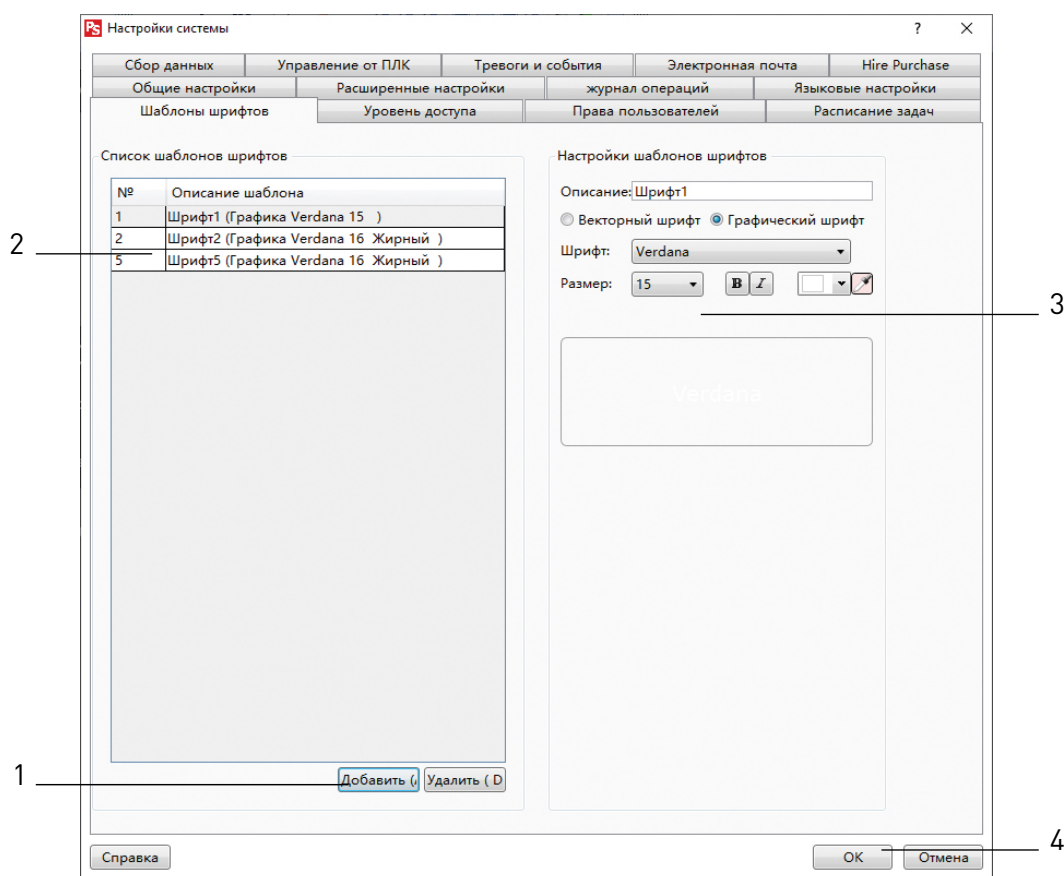 PS Настройки системы ? ×
Сбор данных Управление от ПЛК Тревоги и события Электронная почта Hire Purchase
Общие настройки Расширенные настройки журнал операций Языковые настройки
Шаблоны шрифтов Уровень доступа Права пользователей Расписание задач
Список шаблонов шрифтов
№ Описание шаблона
1 Шрифт1 (Графика Verdana 15 )
2 Шрифт2 (Графика Verdana 16 Жирный )
5 Шрифт5 (Графика Verdana 16 Жирный )
2
Добавить ( Удалить ( D
1
Настройки шаблонов шрифтов
Описание: Шрифт1
Векторный шрифт Графический шрифт
Шрифт: Verdana
Размер: 15 B I
3
Verdana
Справка OK Отмена
4